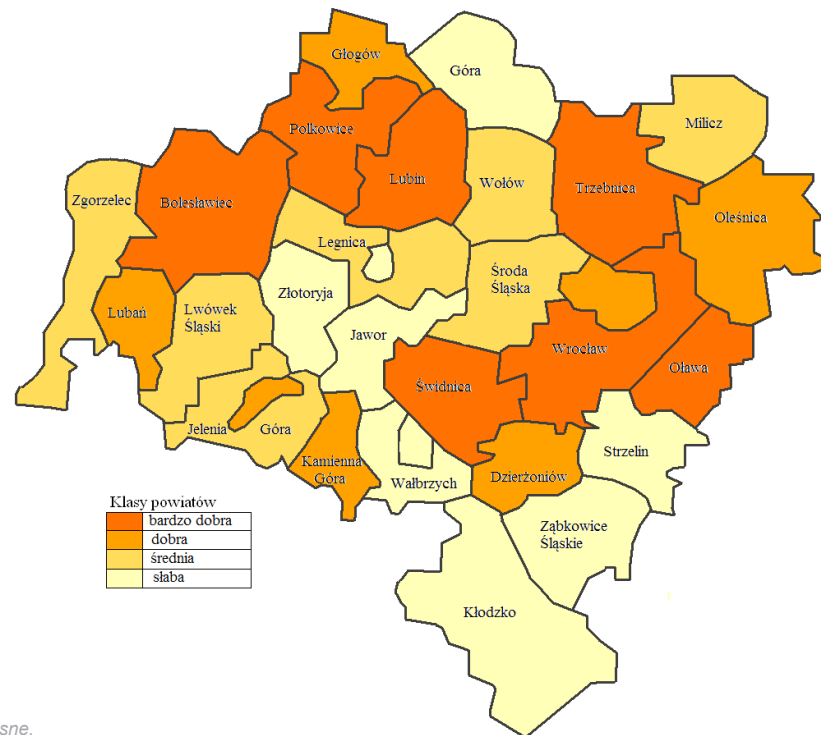 Głogów
Góra
Milicz
Polkowice
Lubin
Wołów
Trzebnica
Zgorzelec
Bolesławiec
Oleśnica
Legnica
Środa
Śląska
Złotoryja
Lubań
Lwówek
Śląski
Jawor
Wrocław
Oława
Świdnica
Jelenia
Góra
Strzelin
Kamienna
Góra
Wałbrzych
Dzierżoniów
Klasy powiatów
bardzo dobra
dobra
średnia
słaba
Ząbkowice
Śląskie
Kłodzko
sne.